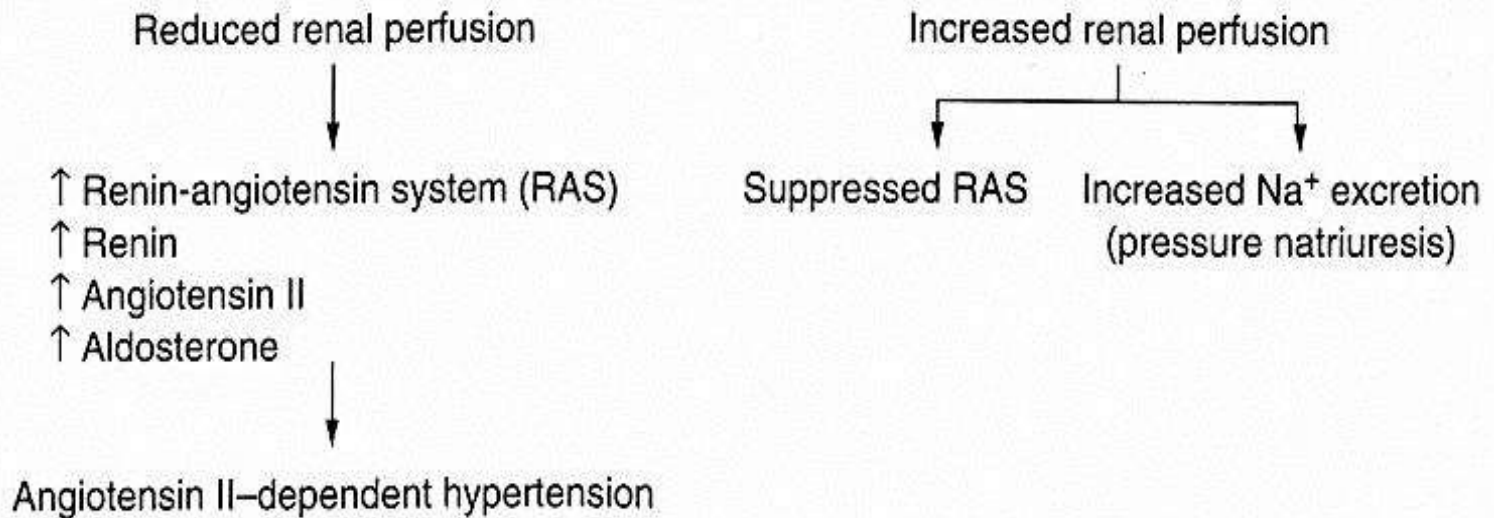 Reduced renal perfusion
↑ Renin-angiotensin system (RAS)
↑ Renin
↑ Angiotensin II
↑ Aldosterone
Angiotensin II–dependent hypertension
Increased renal perfusion
Suppressed RAS
Increased Na⁺ excretion
(pressure natriuresis)